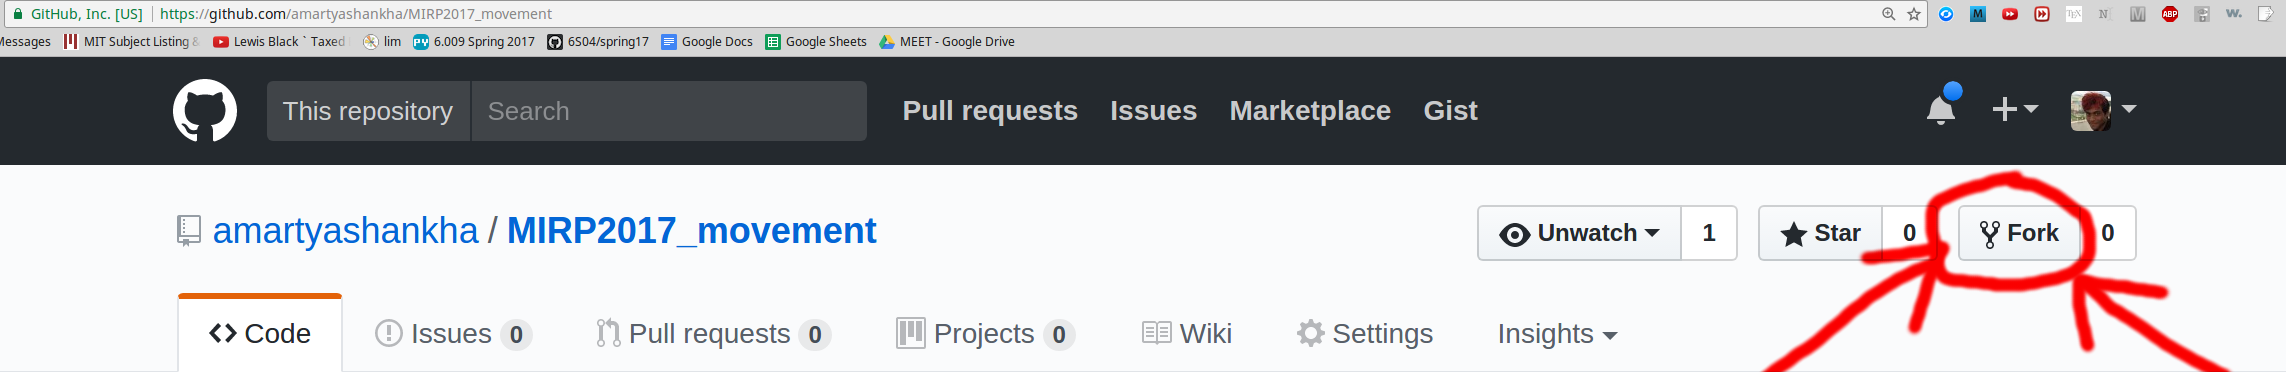 GitHub, Inc. [US] https://github.com/amartyashankha/MIRP2017_movement
Messages MIT Subject Listing & Lewis Black ` Taxed lim 6.009 Spring 2017 6S04/spring17 Google Docs Google Sheets MEET - Google Drive
This repository Search Pull requests Issues Marketplace Gist
amartyashankha / MIRP2017_movement Unwatch 1 Star 0 Fork 0
Code Issues 0 Pull requests 0 Projects 0 Wiki Settings Insights